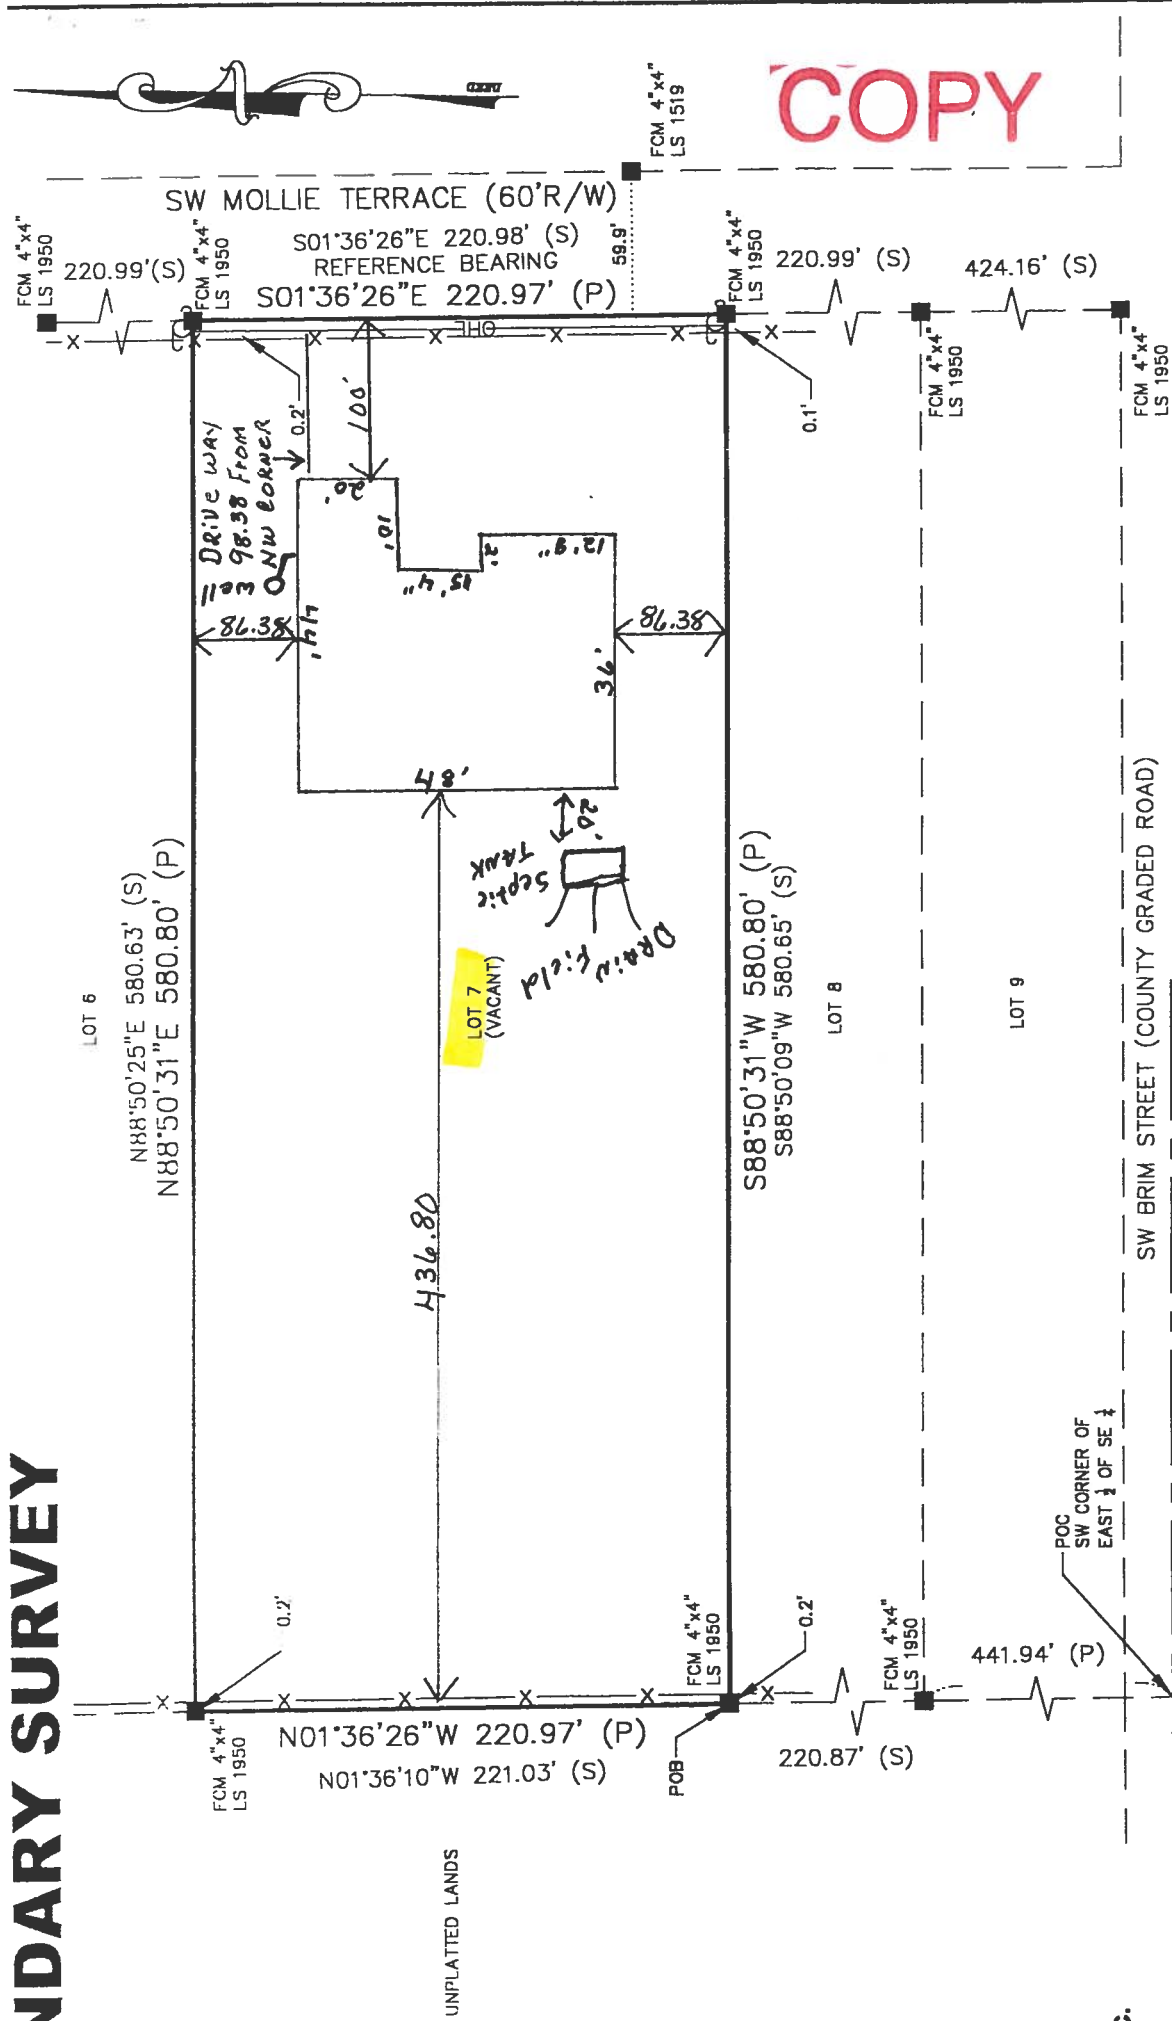 COPY
DEED
FCM 4"x4"
LS 1519
SW MOLLIE TERRACE (60'R/W)
S01°36'26"E 220.98' (S)
REFERENCE BEARING
S01°36'26"E 220.97' (P)
59.9'
FCM 4"x4"
LS 1950
220.99'(S)
FCM 4"x4"
LS 1950
FCM 4"x4"
LS 1950
220.99' (S)
424.16' (S)
FCM 4"x4"
LS 1950
FCM 4"x4"
LS 1950
X
X
X
X
X
X
X
OHE
0.2'
0.1'
100'
DRIVE WAY
98.38 From
NW CORNER
well
20'
10'
15'4"
2'
12'8"
44'
36'
48'
86.38
86.38
20'
Septic
TANK
DRAIN Field
LOT 6
N88°50'25"E 580.63' (S)
N88°50'31"E 580.80' (P)
LOT 7
(VACANT)
436.80
S88°50'31"W 580.80' (P)
S88°50'09"W 580.65' (S)
LOT 8
LOT 9
SW BRIM STREET (COUNTY GRADED ROAD)
NDARY SURVEY
0.2'
FCM 4"x4"
LS 1950
X
X
X
X
X
X
N01°36'26"W 220.97' (P)
N01°36'10"W 221.03' (S)
FCM 4"x4"
LS 1950
POB
0.2'
220.87' (S)
FCM 4"x4"
LS 1950
441.94' (P)
POC
SW CORNER OF
EAST ½ OF SE ¼
UNPLATTED LANDS